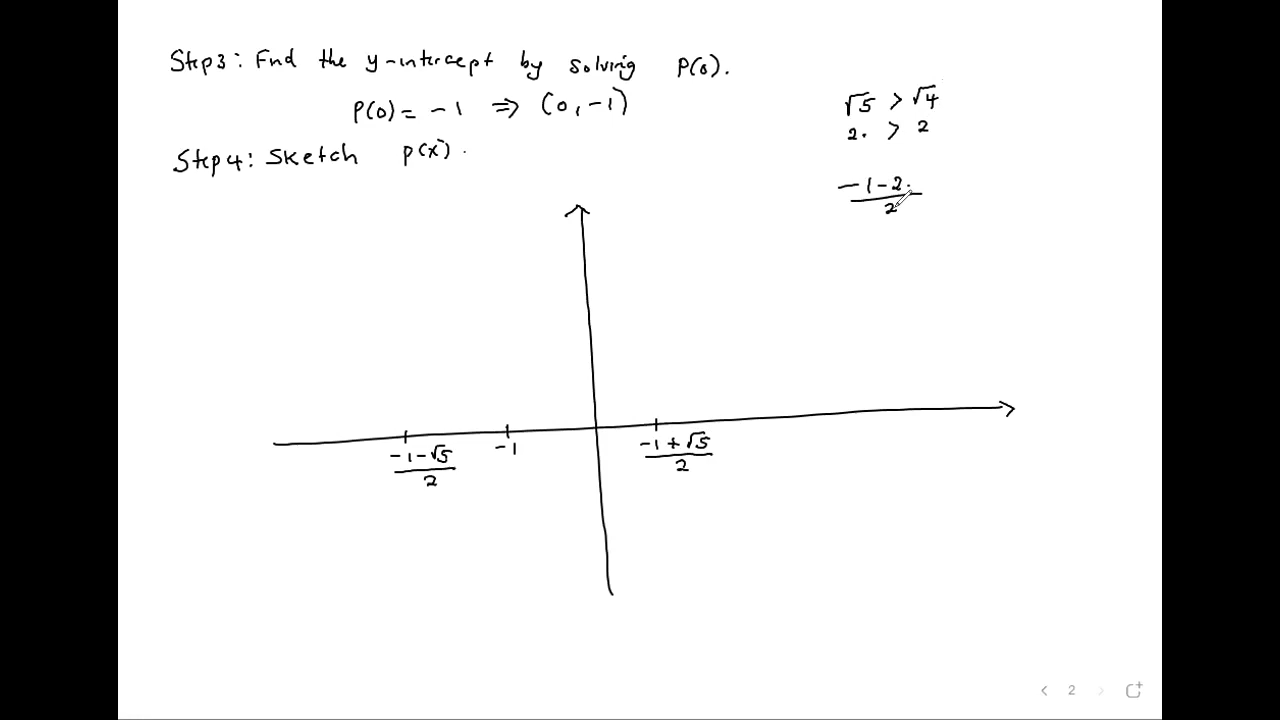 Step3: Find the y-intercept by solving P(0).
P(0) = -1 ⇒ (0, -1)
Step4: Sketch P(x).
√5 > √4
2. > 2
(-1-2.)/2
(-1-√5)/2 -1 (-1+√5)/2
< 2 >